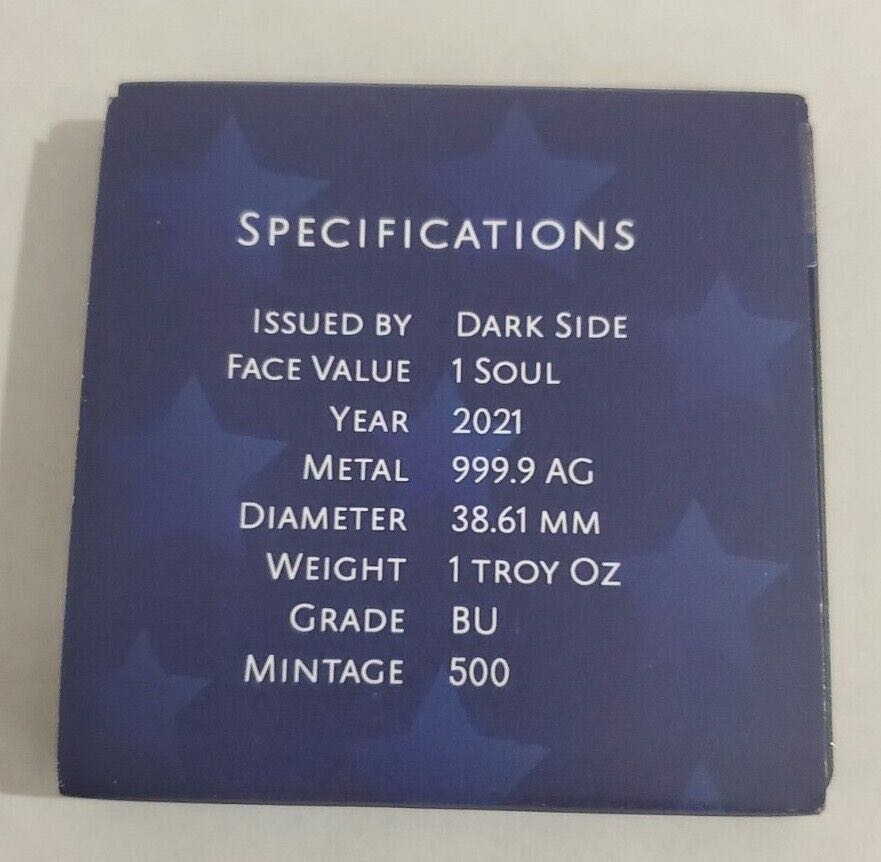 SPECIFICATIONS
ISSUED BY DARK SIDE
FACE VALUE 1 SOUL
YEAR 2021
METAL 999.9 AG
DIAMETER 38.61 MM
WEIGHT 1 TROY OZ
GRADE BU
MINTAGE 500